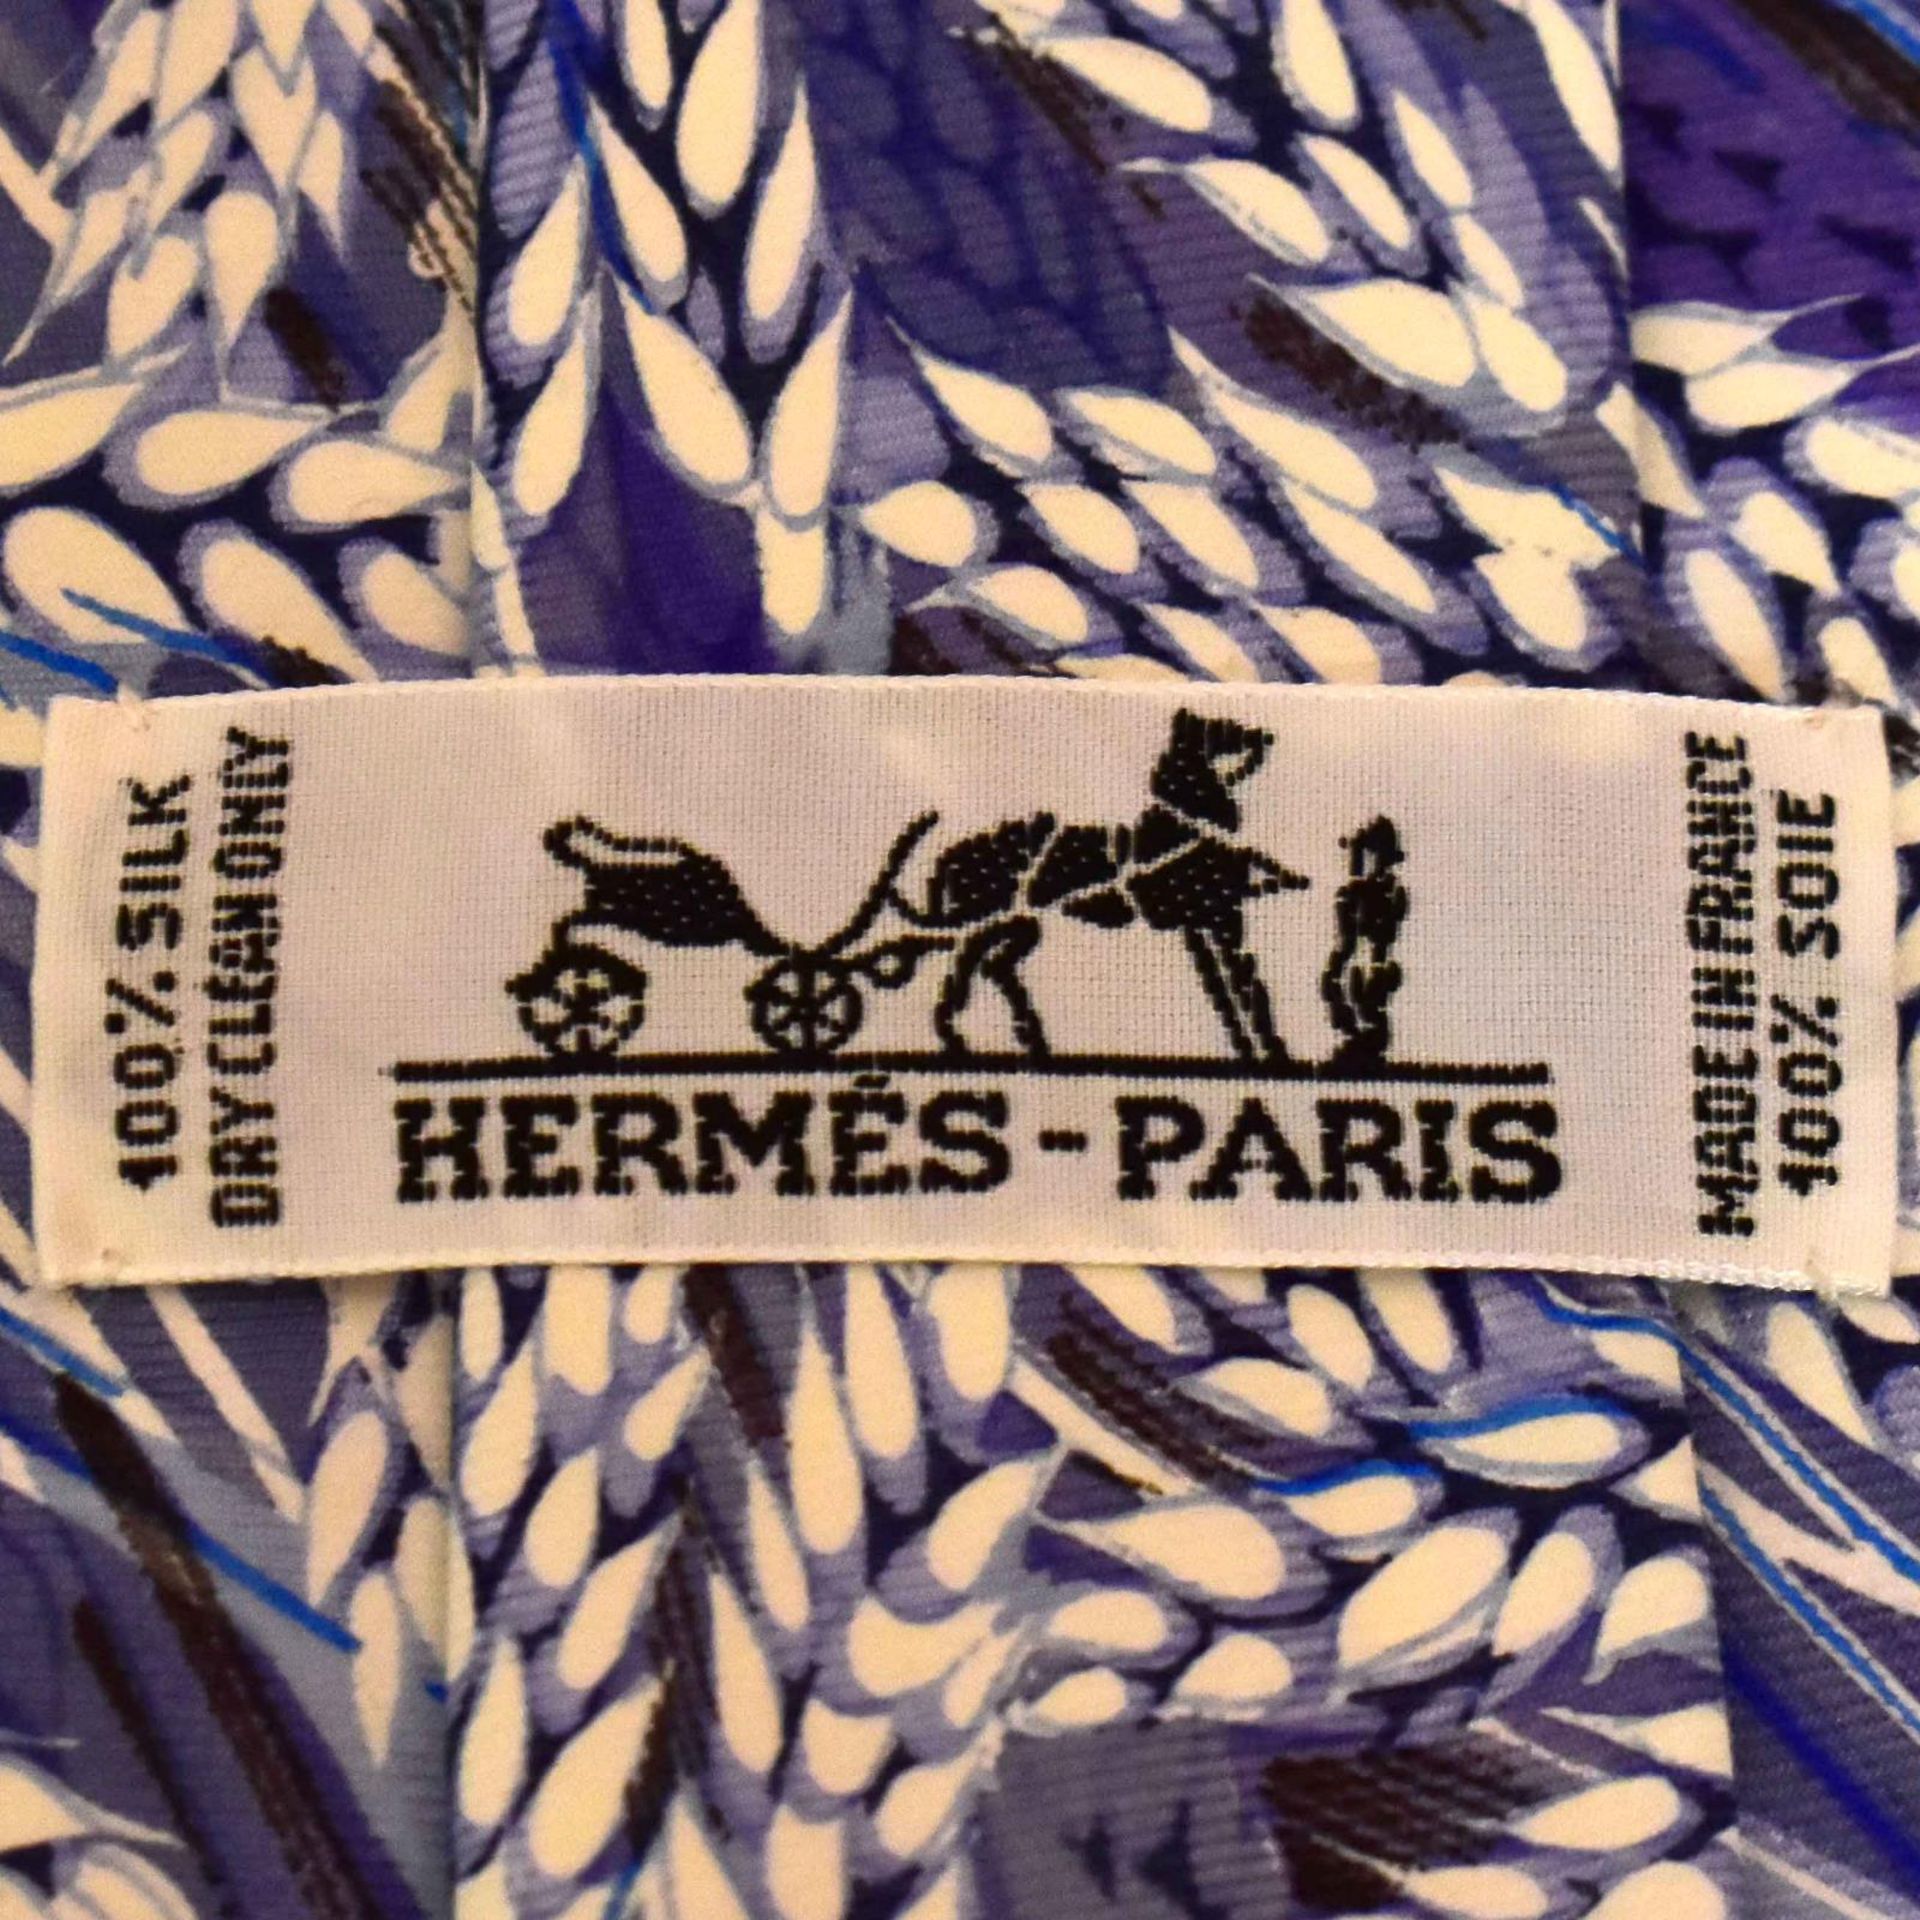 100% SILK
DRY CLEAN ONLY
HERMÈS-PARIS
MADE IN FRANCE
100% SOIE